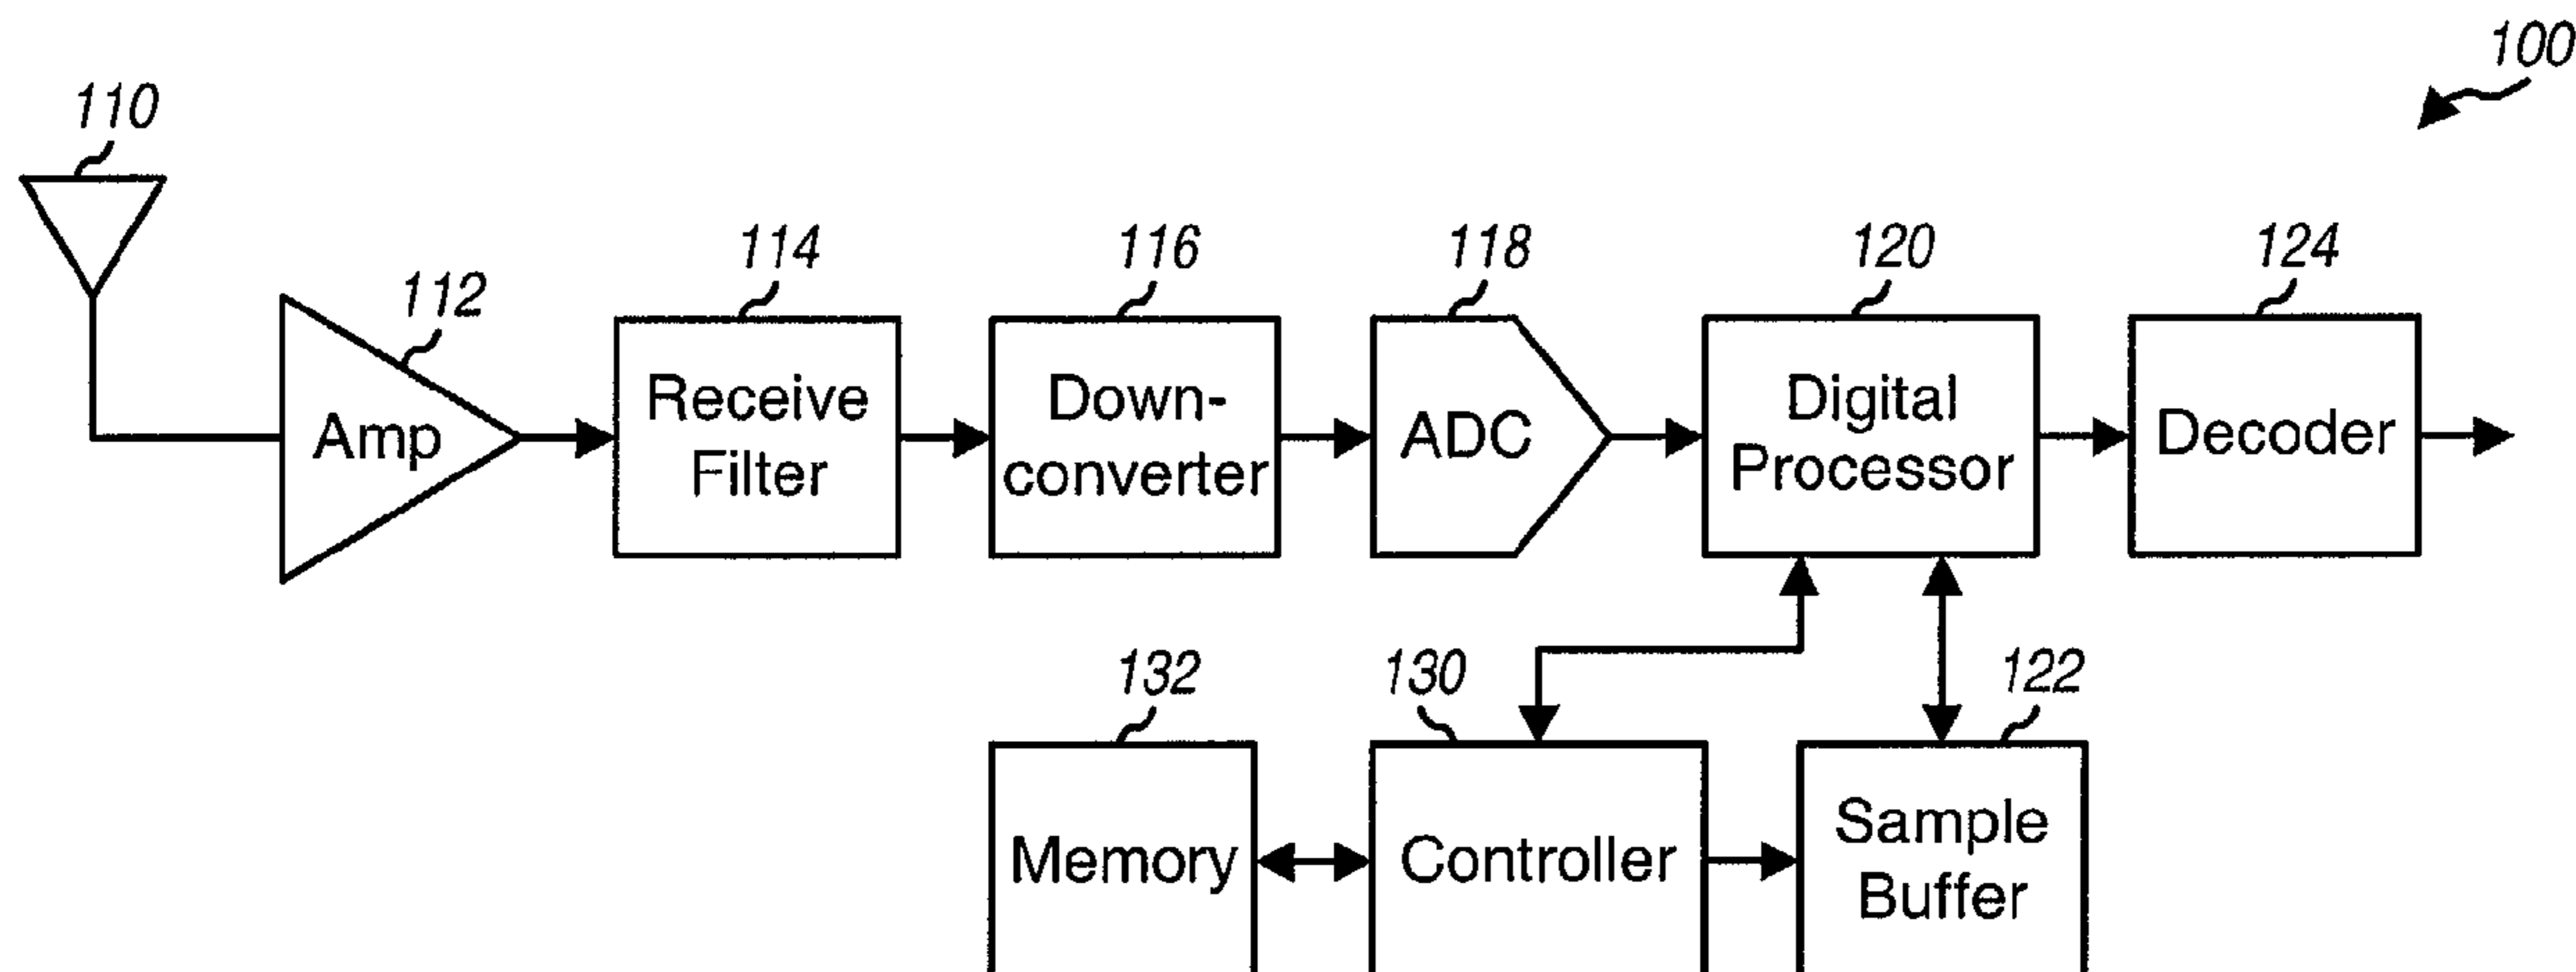 100
110
112
114
116
118
120
124
Amp
Receive
Filter
Down-
converter
ADC
Digital
Processor
Decoder
132
130
122
Memory
Controller
Sample
Buffer